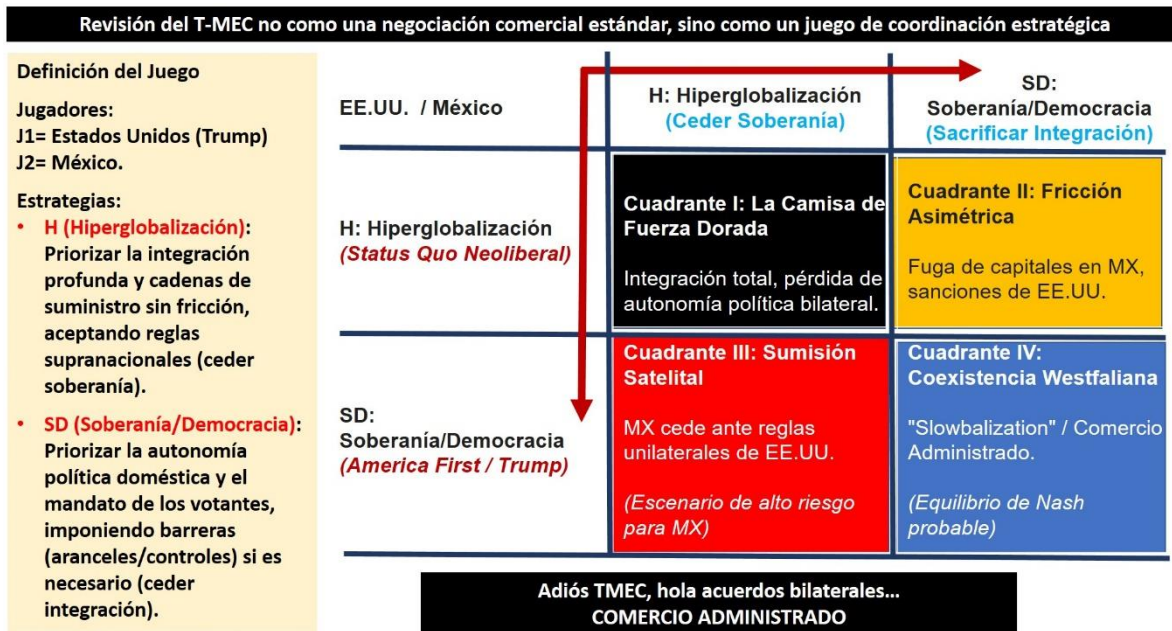 Revisión del T-MEC no como una negociación comercial estándar, sino como un juego de coordinación estratégica
Definición del Juego
Jugadores:
J1= Estados Unidos (Trump)
J2= México.
Estrategias:
• H (Hiperglobalización):
Priorizar la integración
profunda y cadenas de
suministro sin fricción,
aceptando reglas
supranacionales (ceder
soberanía).
• SD (Soberanía/Democracia):
Priorizar la autonomía
política doméstica y el
mandato de los votantes,
imponiendo barreras
(aranceles/controles) si es
necesario (ceder
integración).
EE.UU. / México
H: Hiperglobalización
(Ceder Soberanía)
SD:
Soberanía/Democracia
(Sacrificar Integración)
H: Hiperglobalización
(Status Quo Neoliberal)
Cuadrante I: La Camisa de
Fuerza Dorada
Integración total, pérdida de
autonomía política bilateral.
Cuadrante II: Fricción
Asimétrica
Fuga de capitales en MX,
sanciones de EE.UU.
SD:
Soberanía/Democracia
(America First / Trump)
Cuadrante III: Sumisión
Satelital
MX cede ante reglas
unilaterales de EE.UU.
(Escenario de alto riesgo
para MX)
Cuadrante IV:
Coexistencia Westfaliana
"Slowbalization" / Comercio
Administrado.
(Equilibrio de Nash
probable)
Adiós TMEC, hola acuerdos bilaterales...
COMERCIO ADMINISTRADO